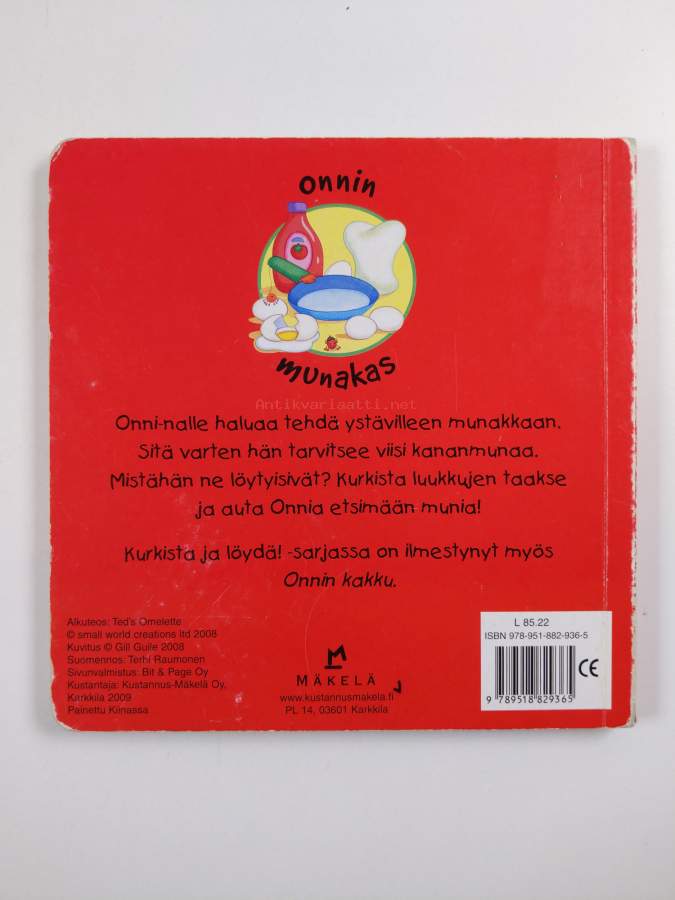 onnin
munakas
Antikvariaatti.net
Onni-nalle haluaa tehdä ystävilleen munakkaan.
Sitä varten hän tarvitsee viisi kananmunaa.
Mistähän ne löytyisivät? Kurkista luukkujen taakse
ja auta Onnia etsimään munia!
Kurkista ja löydä! -sarjassa on ilmestynyt myös
Onnin kakku.
Alkuteos: Ted's Omelette
© small world creations ltd 2008
Kuvitus © Gill Guile 2008
Suomennos: Terhi Raumonen
Sivunvalmistus: Bit & Page Oy
Kustantaja: Kustannus-Mäkelä Oy,
Karkkila 2009
Painettu Kiinassa
MÄKELÄ
www.kustannusmakela.fi
PL 14, 03601 Karkkila
L 85.22
ISBN 978-951-882-936-5
CE
9 789518 829365